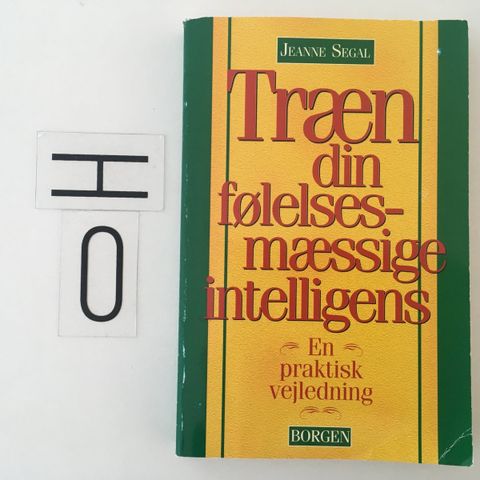 H
O
JEANNE SEGAL
Træn
din
følelses-
mæssige
intelligens
En
praktisk
vejledning
BORGEN